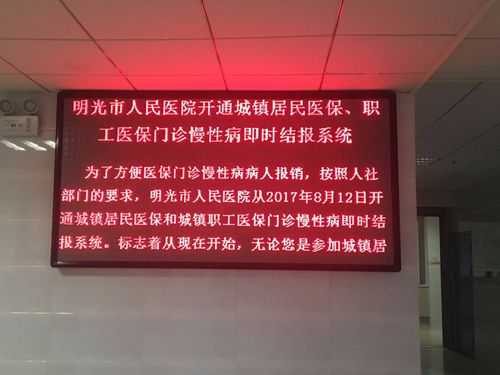 明光市人民医院开通城镇居民医保、职
工医保门诊慢性病即时结报系统
为了方便医保门诊慢性病病人报销，按照人社
部门的要求，明光市人民医院从2017年8月12日开
通城镇居民医保和城镇职工医保门诊慢性病即时结
报系统。标志着从现在开始，无论您是参加城镇居